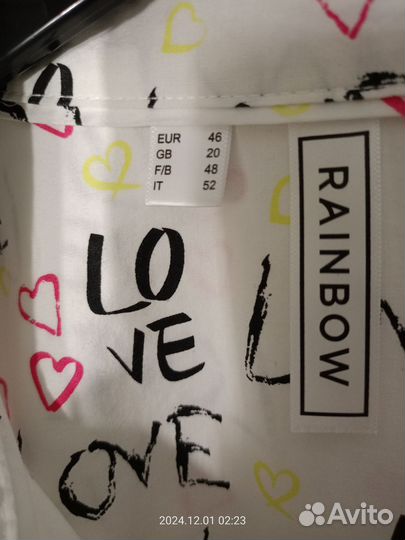 EUR 46
GB 20
F/B 48
IT 52
RAINBOW
LO
VE
L
OVE
2024.12.01 02:23
Avito